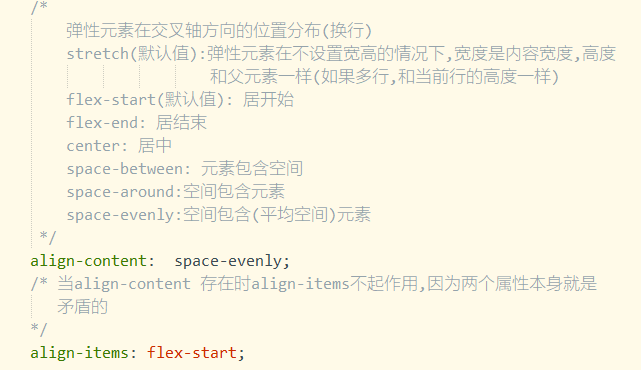 /*
弹性元素在交叉轴方向的位置分布(换行)
stretch(默认值):弹性元素在不设置宽高的情况下,宽度是内容宽度,高度
和父元素一样(如果多行,和当前行的高度一样)
flex-start(默认值): 居开始
flex-end: 居结束
center: 居中
space-between: 元素包含空间
space-around:空间包含元素
space-evenly:空间包含(平均空间)元素
*/
align-content: space-evenly;
/* 当align-content 存在时align-items不起作用,因为两个属性本身就是
矛盾的
*/
align-items: flex-start;